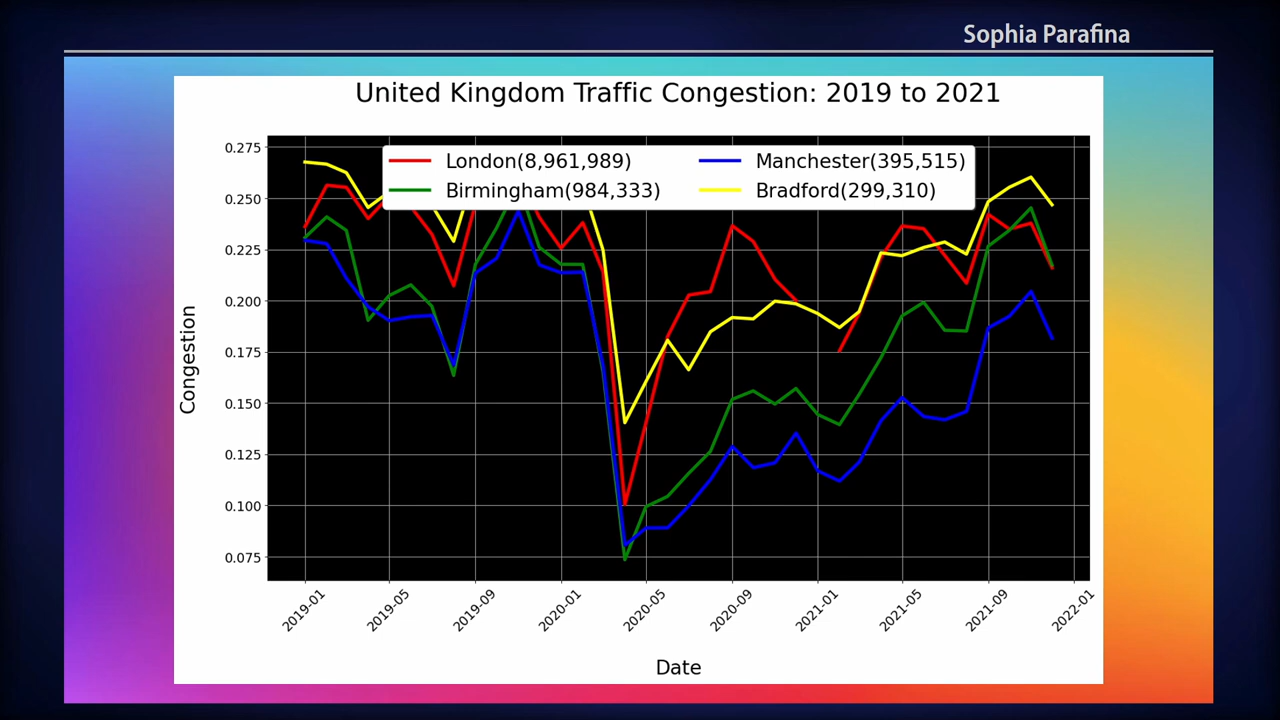 Sophia Parafina
United Kingdom Traffic Congestion: 2019 to 2021
London(8,961,989) Manchester(395,515)
Birmingham(984,333) Bradford(299,310)
0.275
0.250
0.225
0.200
0.175
0.150
0.125
0.100
0.075
Congestion
2019-01 2019-05 2019-09 2020-01 2020-05 2020-09 2021-01 2021-05 2021-09 2022-01
Date